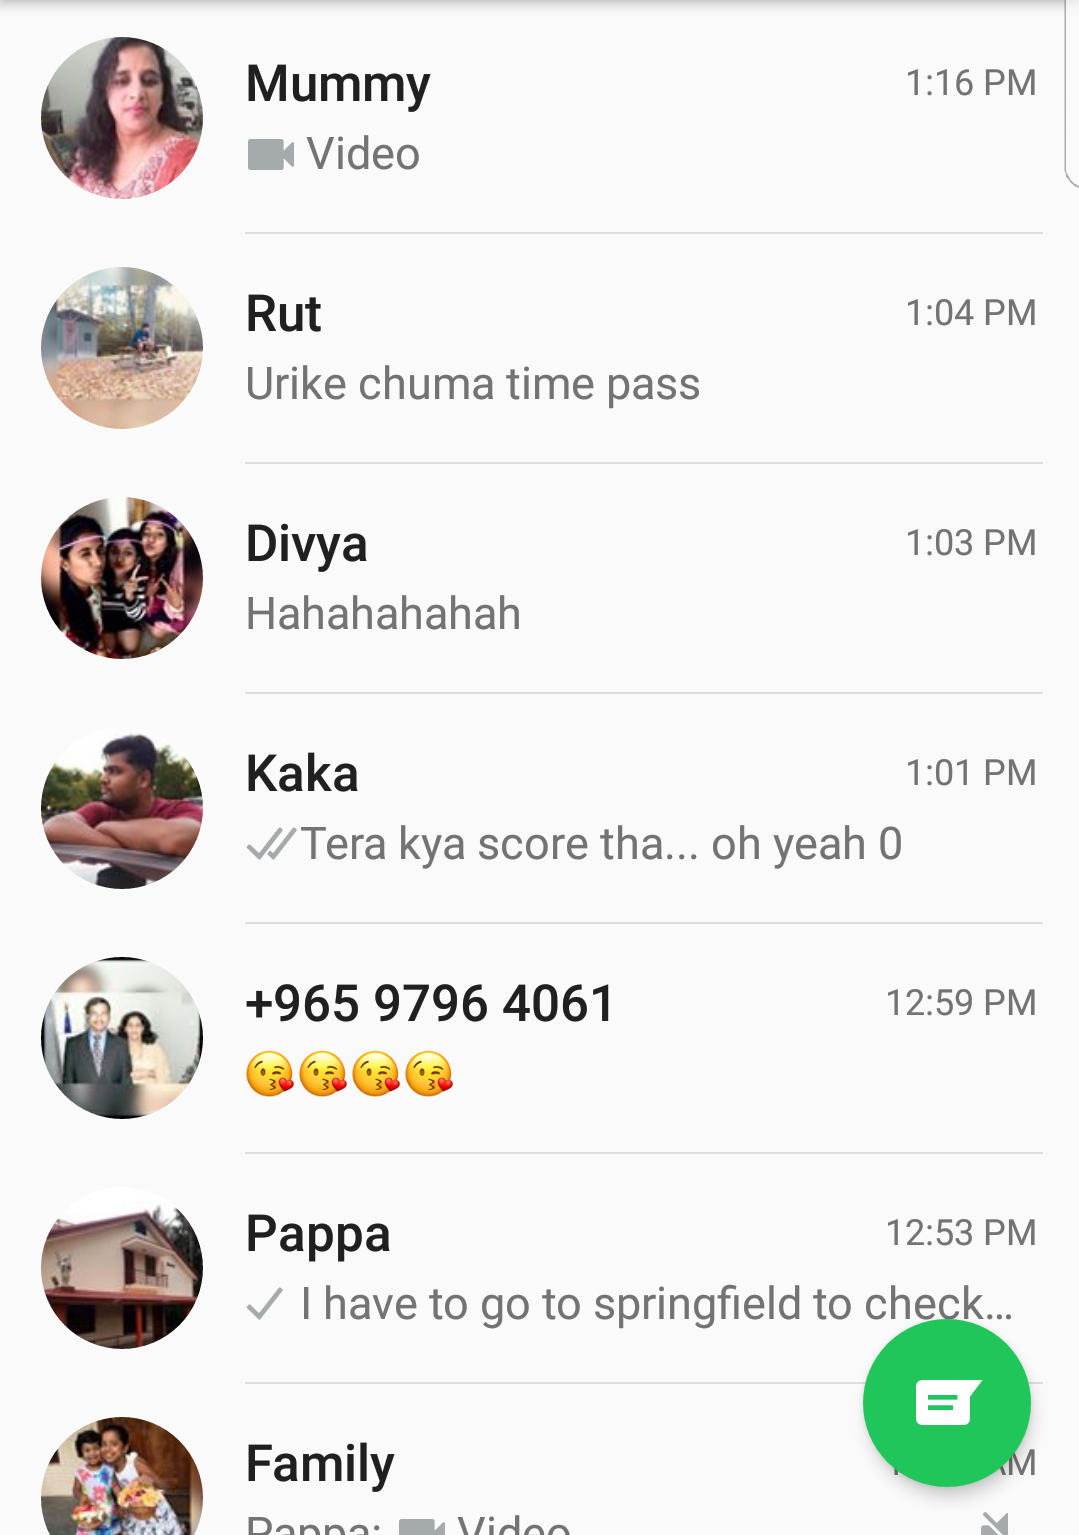 Mummy 1:16 PM
Video
Rut 1:04 PM
Urike chuma time pass
Divya 1:03 PM
Hahahahahah
Kaka 1:01 PM
Tera kya score tha... oh yeah 0
+965 9796 4061 12:59 PM
😘😘😘😘
Pappa 12:53 PM
I have to go to springfield to check...
Family
Pappa: Video